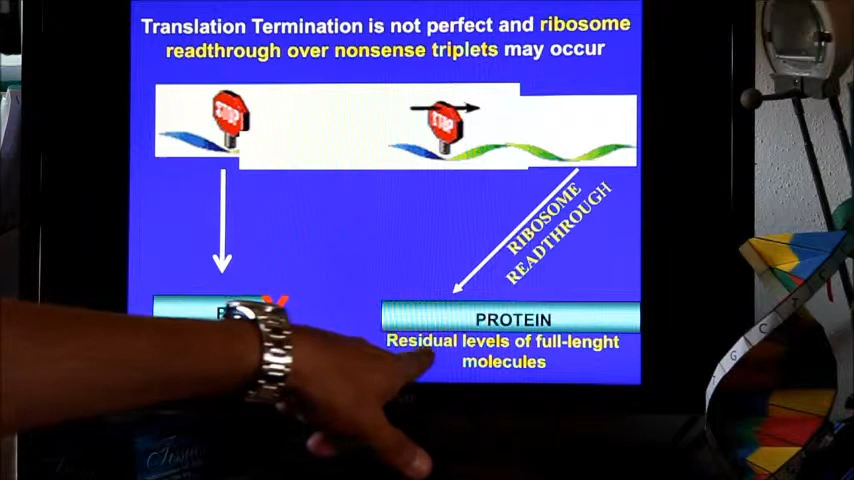 Translation Termination is not perfect and ribosome
readthrough over nonsense triplets may occur
STOP
STOP
RIBOSOME
READTHROUGH
PROTEIN
Residual levels of full-lenght
molecules
C
T
C
G
A